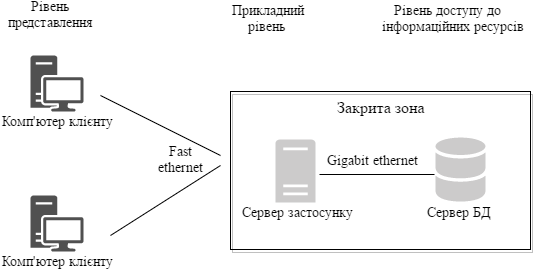 Рівень
представлення
Прикладний
рівень
Рівень доступу до
інформаційних ресурсів
Комп'ютер клієнту
Закрита зона
Fast
ethernet
Gigabit ethernet
Сервер застосунку
Сервер БД
Комп'ютер клієнту